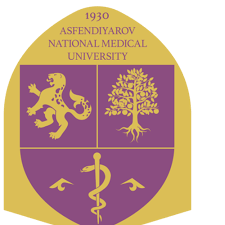 1930
ASFENDIYAROV
NATIONAL MEDICAL
UNIVERSITY